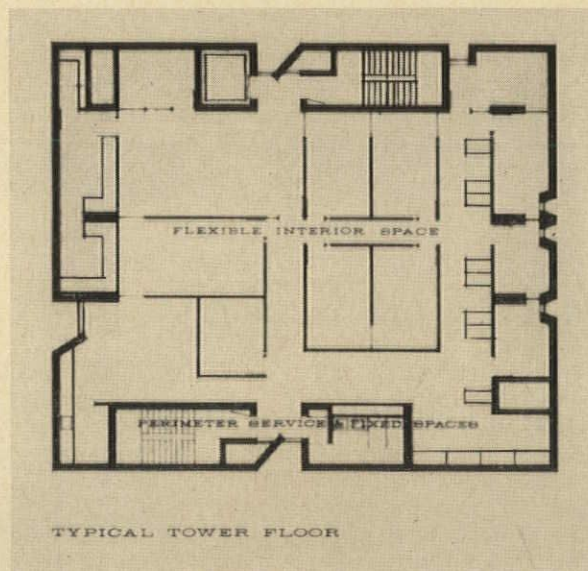 FLEXIBLE INTERIOR SPACE
PERIMETER SERVICE & FIXED SPACES
TYPICAL TOWER FLOOR